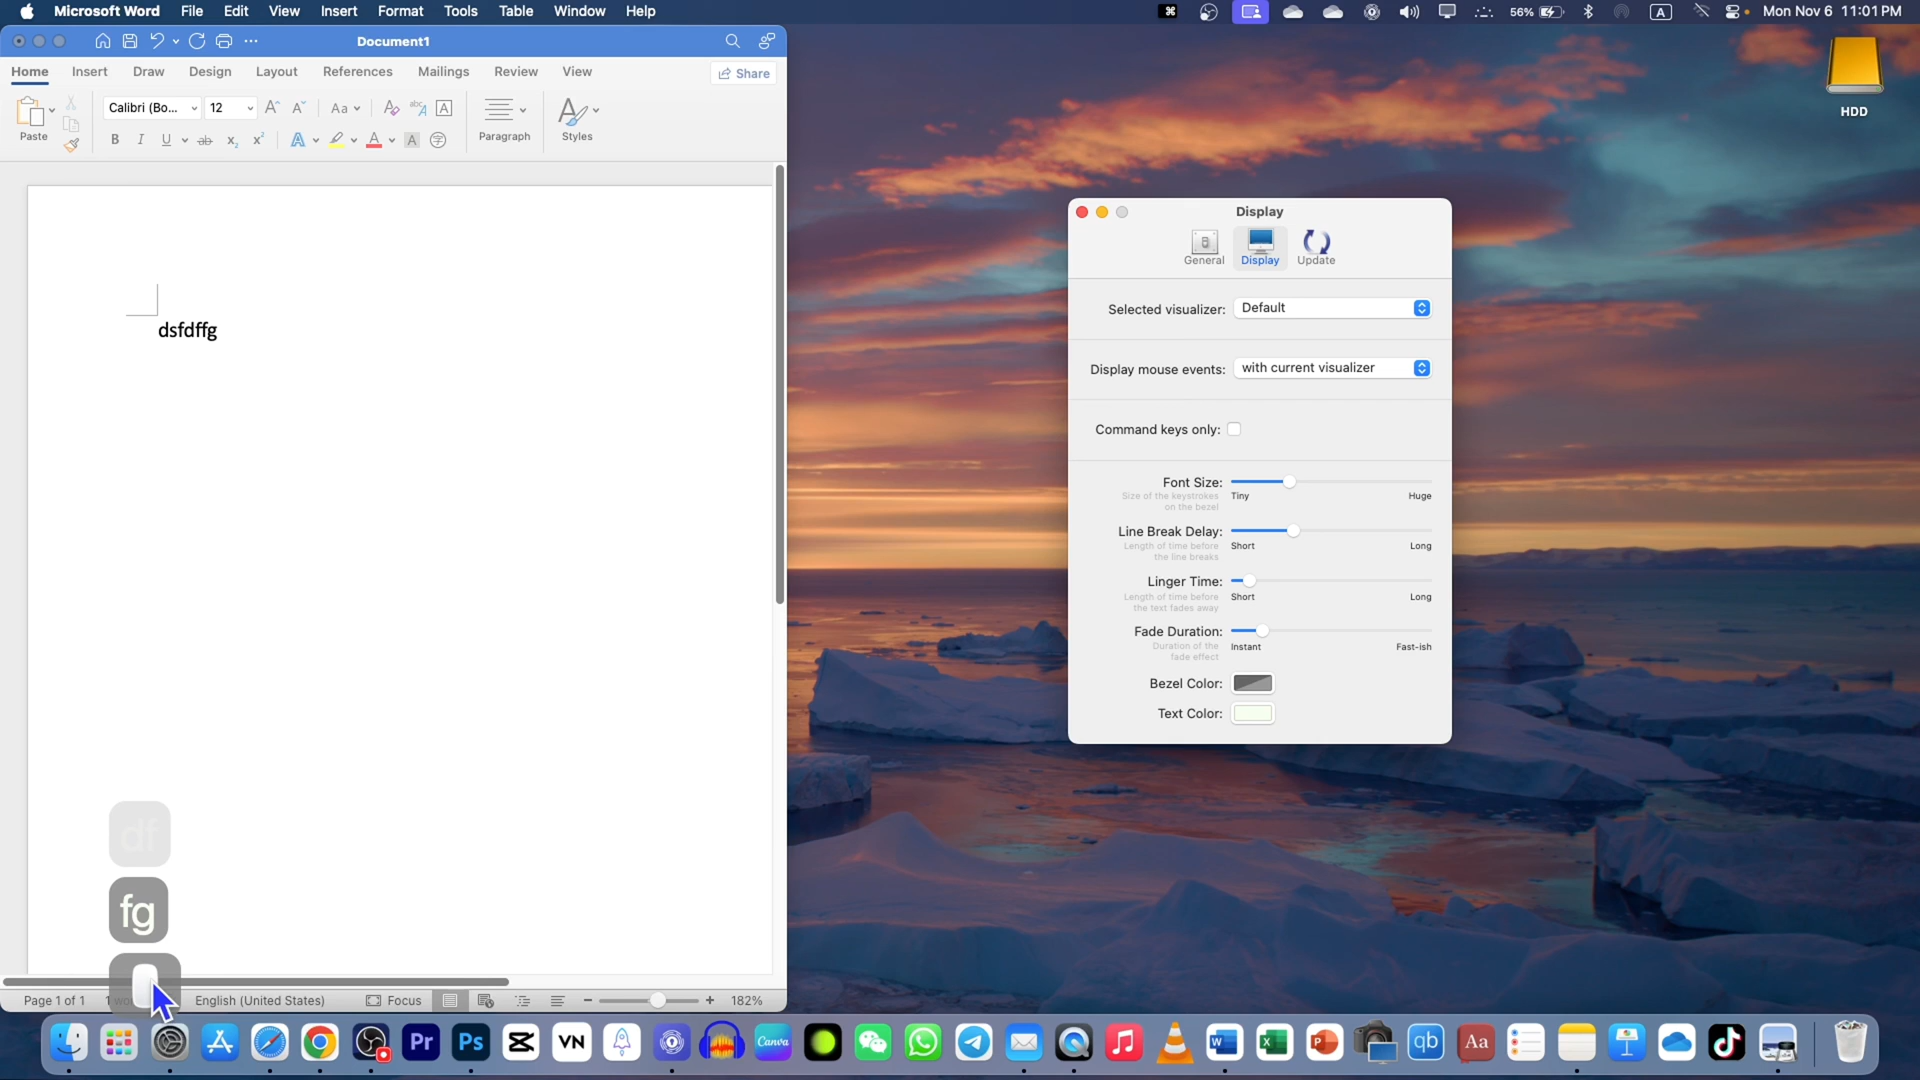 Microsoft Word File Edit View Insert Format Tools Table Window Help
56% A Mon Nov 6 11:01 PM
Document1
Home Insert Draw Design Layout References Mailings Review View Share
Paste Calibri (Bo... 12 Aa Paragraph Styles
B I U ab x₂ x² A A A
dsfdffg
HDD
Display
General Display Update
Selected visualizer: Default
Display mouse events: with current visualizer
Command keys only:
Font Size:
Size of the keystrokes on the bezel
Tiny Huge
Line Break Delay:
Length of time before the line breaks
Short Long
Linger Time:
Length of time before the text fades away
Short Long
Fade Duration:
Duration of the fade effect
Instant Fast-ish
Bezel Color:
Text Color:
df
fg
Page 1 of 1 English (United States) Focus 182%
Pr Ps VN Canva W X P qb Aa